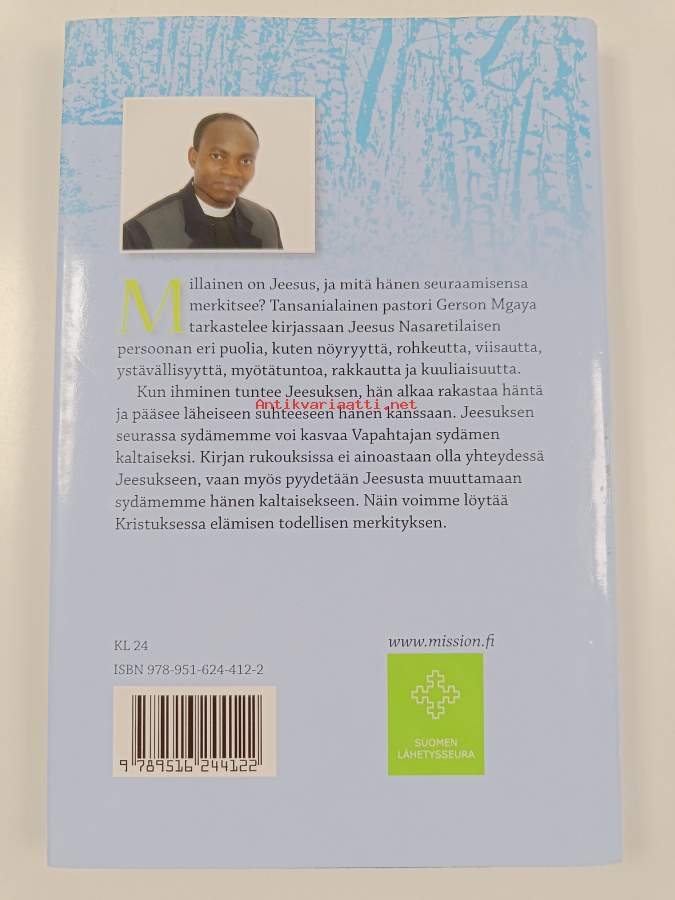 Millainen on Jeesus, ja mitä hänen seuraamisensa
merkitsee? Tansanialainen pastori Gerson Mgaya
tarkastelee kirjassaan Jeesus Nasaretilaisen
persoonan eri puolia, kuten nöyryyttä, rohkeutta, viisautta,
ystävällisyyttä, myötätuntoa, rakkautta ja kuuliaisuutta.
Kun ihminen tuntee Jeesuksen, hän alkaa rakastaa häntä
Antikvariaatti.net
ja pääsee läheiseen suhteeseen hänen kanssaan. Jeesuksen
seurassa sydämemme voi kasvaa Vapahtajan sydämen
kaltaiseksi. Kirjan rukouksissa ei ainoastaan olla yhteydessä
Jeesukseen, vaan myös pyydetään Jeesusta muuttamaan
sydämemme hänen kaltaisekseen. Näin voimme löytää
Kristuksessa elämisen todellisen merkityksen.
KL 24
ISBN 978-951-624-412-2
9 789516 244122
www.mission.fi
SUOMEN
LÄHETYSSEURA